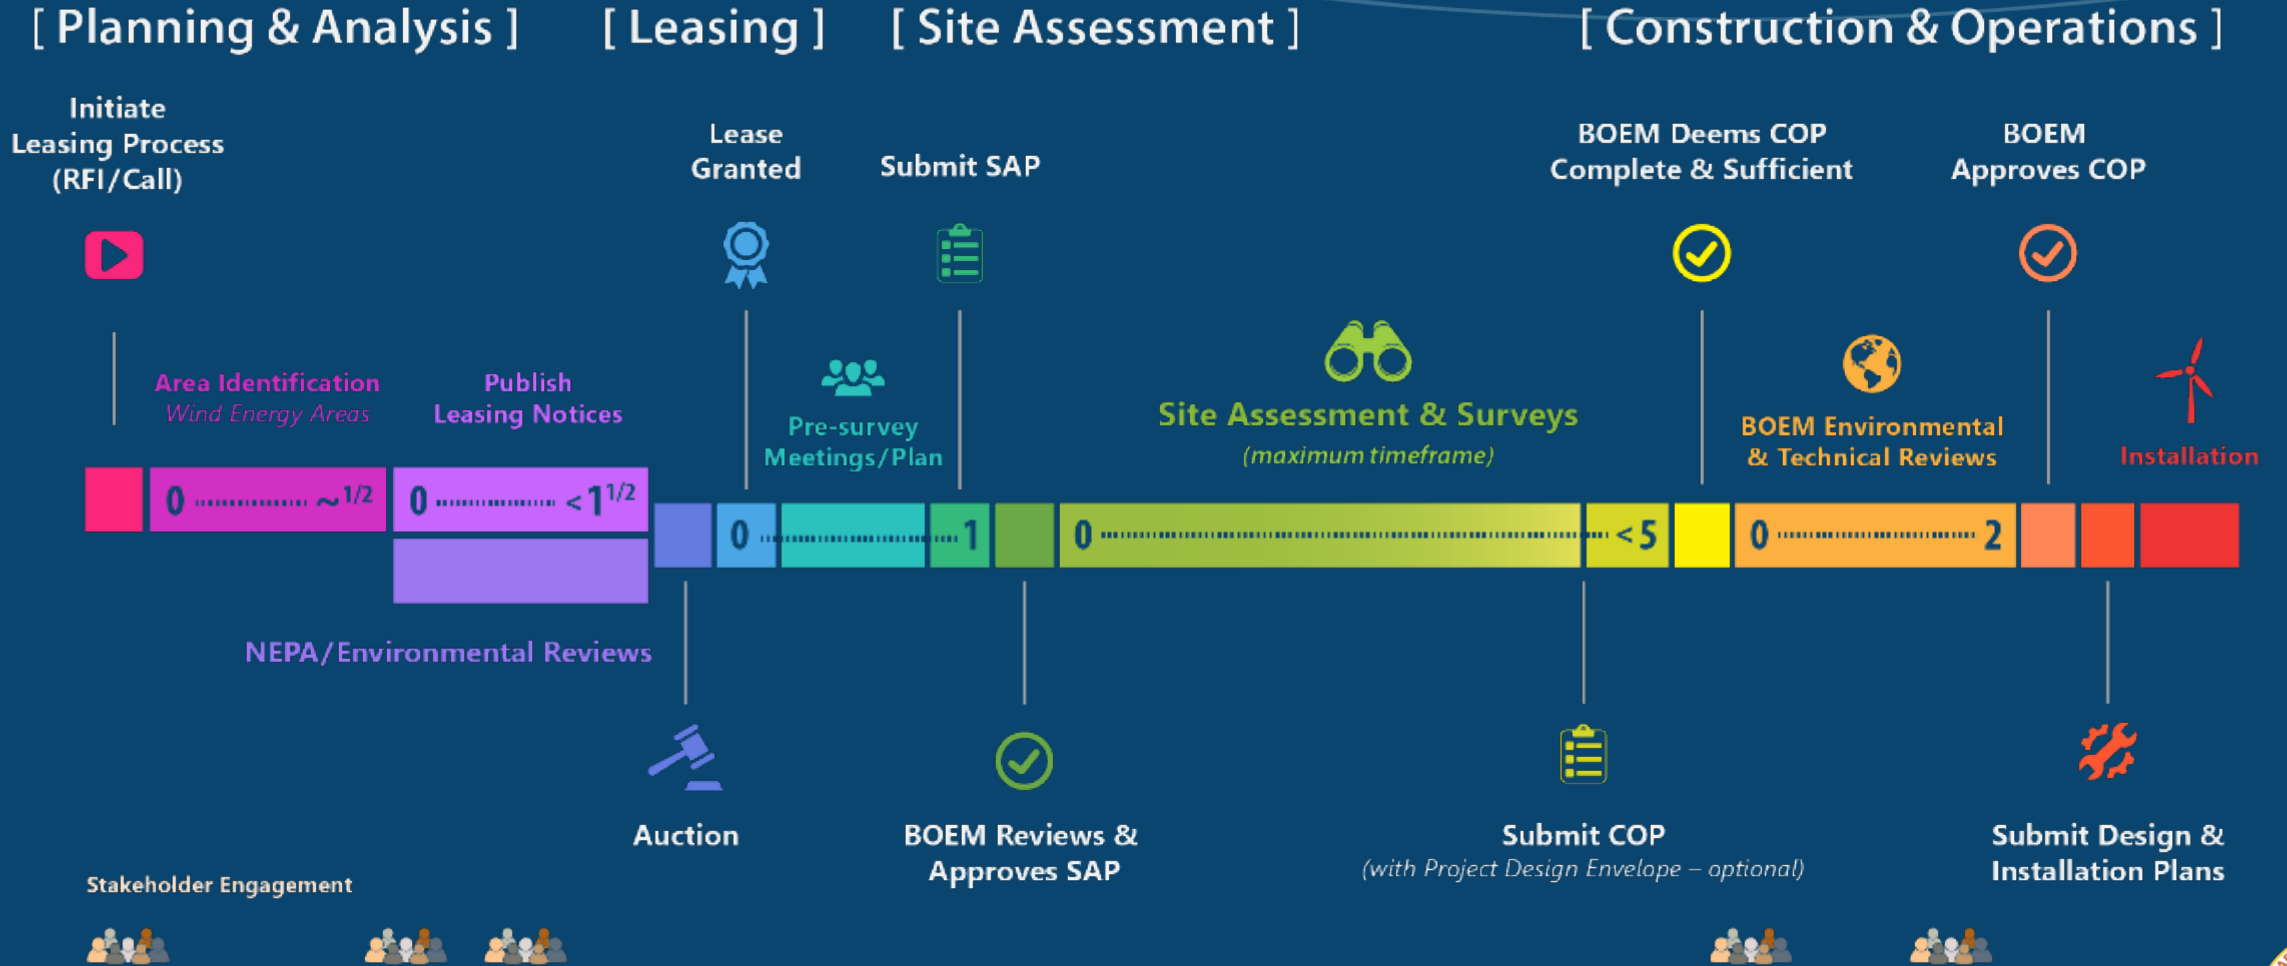 [ Planning & Analysis ]
[ Leasing ]
[ Site Assessment ]
[ Construction & Operations ]
Initiate
Leasing Process
(RFI/Call)
Lease
Granted
Submit SAP
BOEM Deems COP
Complete & Sufficient
BOEM
Approves COP
Area Identification
Wind Energy Areas
Publish
Leasing Notices
Pre-survey
Meetings/Plan
Site Assessment & Surveys
(maximum timeframe)
BOEM Environmental
& Technical Reviews
Installation
0 ~1/2
0 <1 1/2
0 1
0 <5
0 2
NEPA/Environmental Reviews
Auction
BOEM Reviews &
Approves SAP
Submit COP
(with Project Design Envelope – optional)
Submit Design &
Installation Plans
Stakeholder Engagement